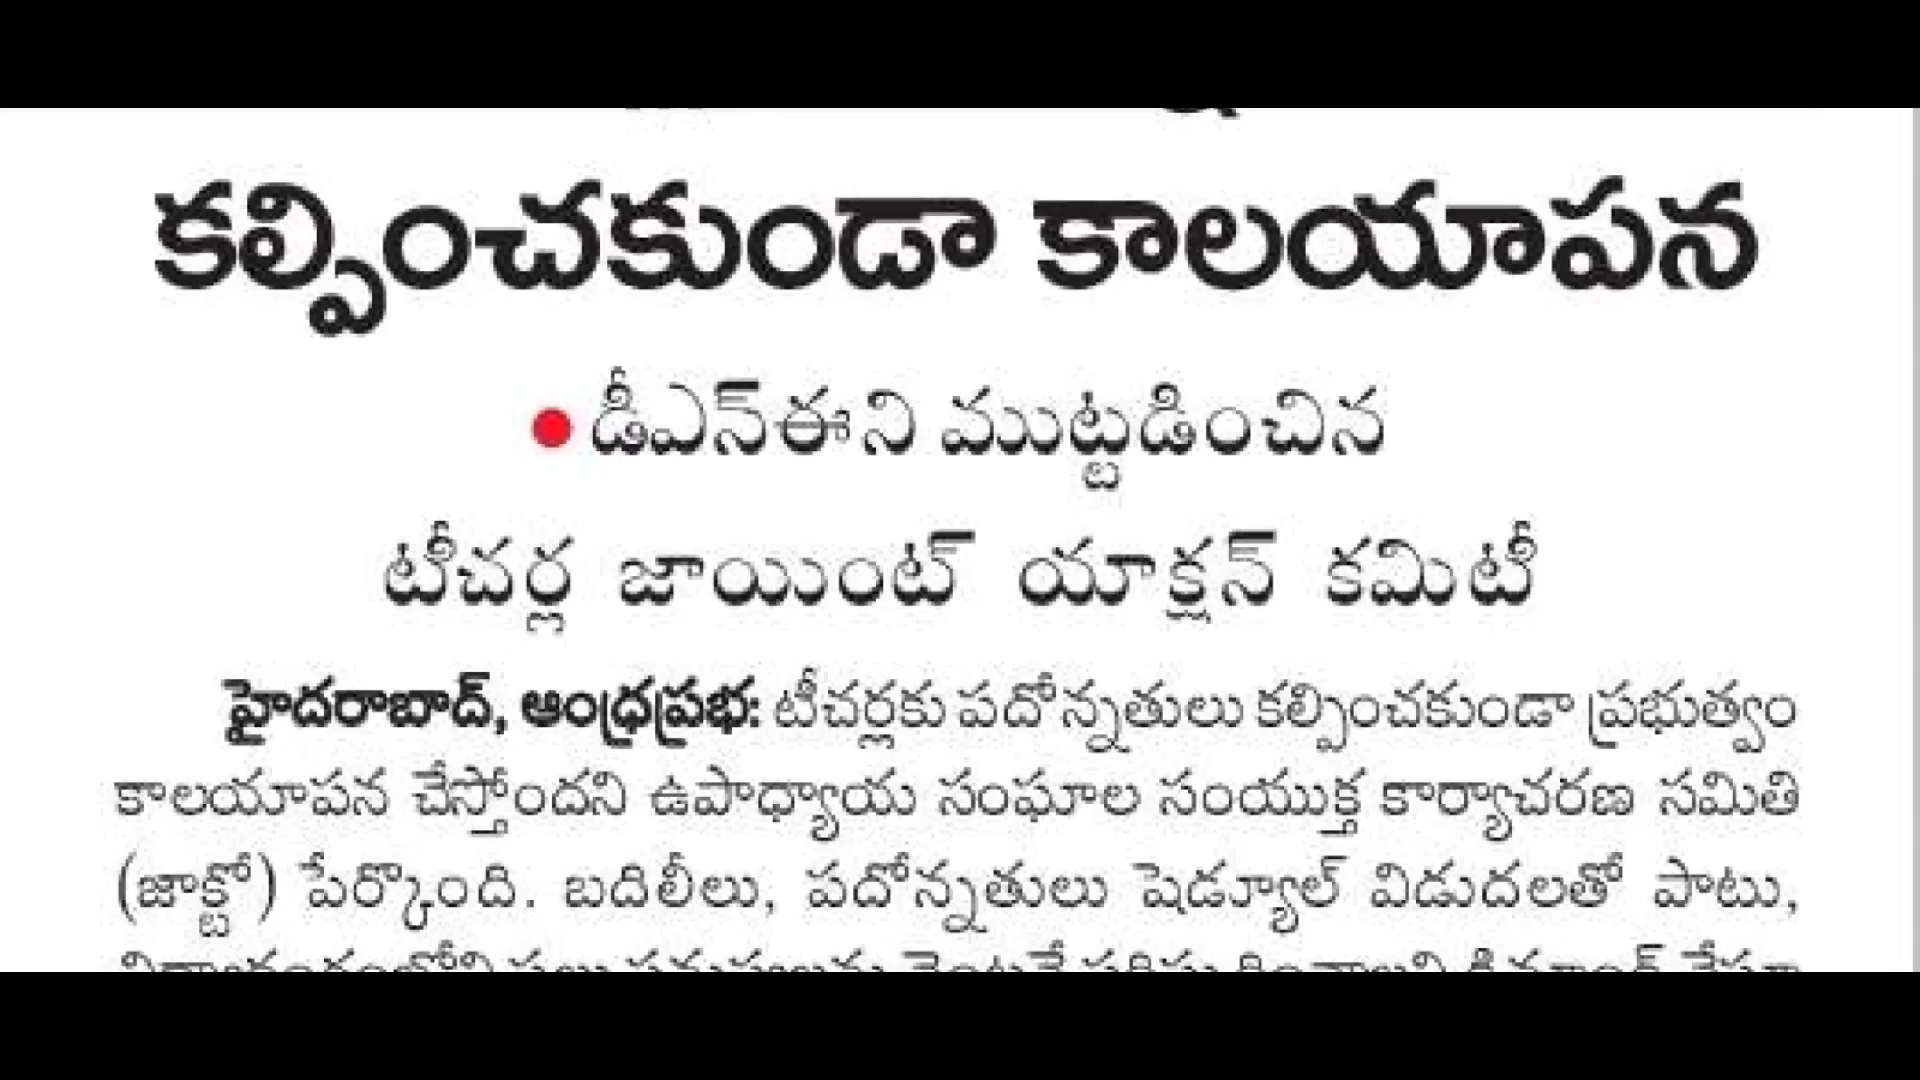 కల్పించకుండా కాలయాపన
● డీఎస్ఈని ముట్టడించిన
టీచర్ల జాయింట్ యాక్షన్ కమిటీ
హైదరాబాద్, ఆంధ్రప్రభ: టీచర్లకు పదోన్నతులు కల్పించకుండా ప్రభుత్వం
కాలయాపన చేస్తోందని ఉపాధ్యాయ సంఘాల సంయుక్త కార్యాచరణ సమితి
(జాక్టో) పేర్కొంది. బదిలీలు, పదోన్నతులు షెడ్యూల్ విడుదలతో పాటు,